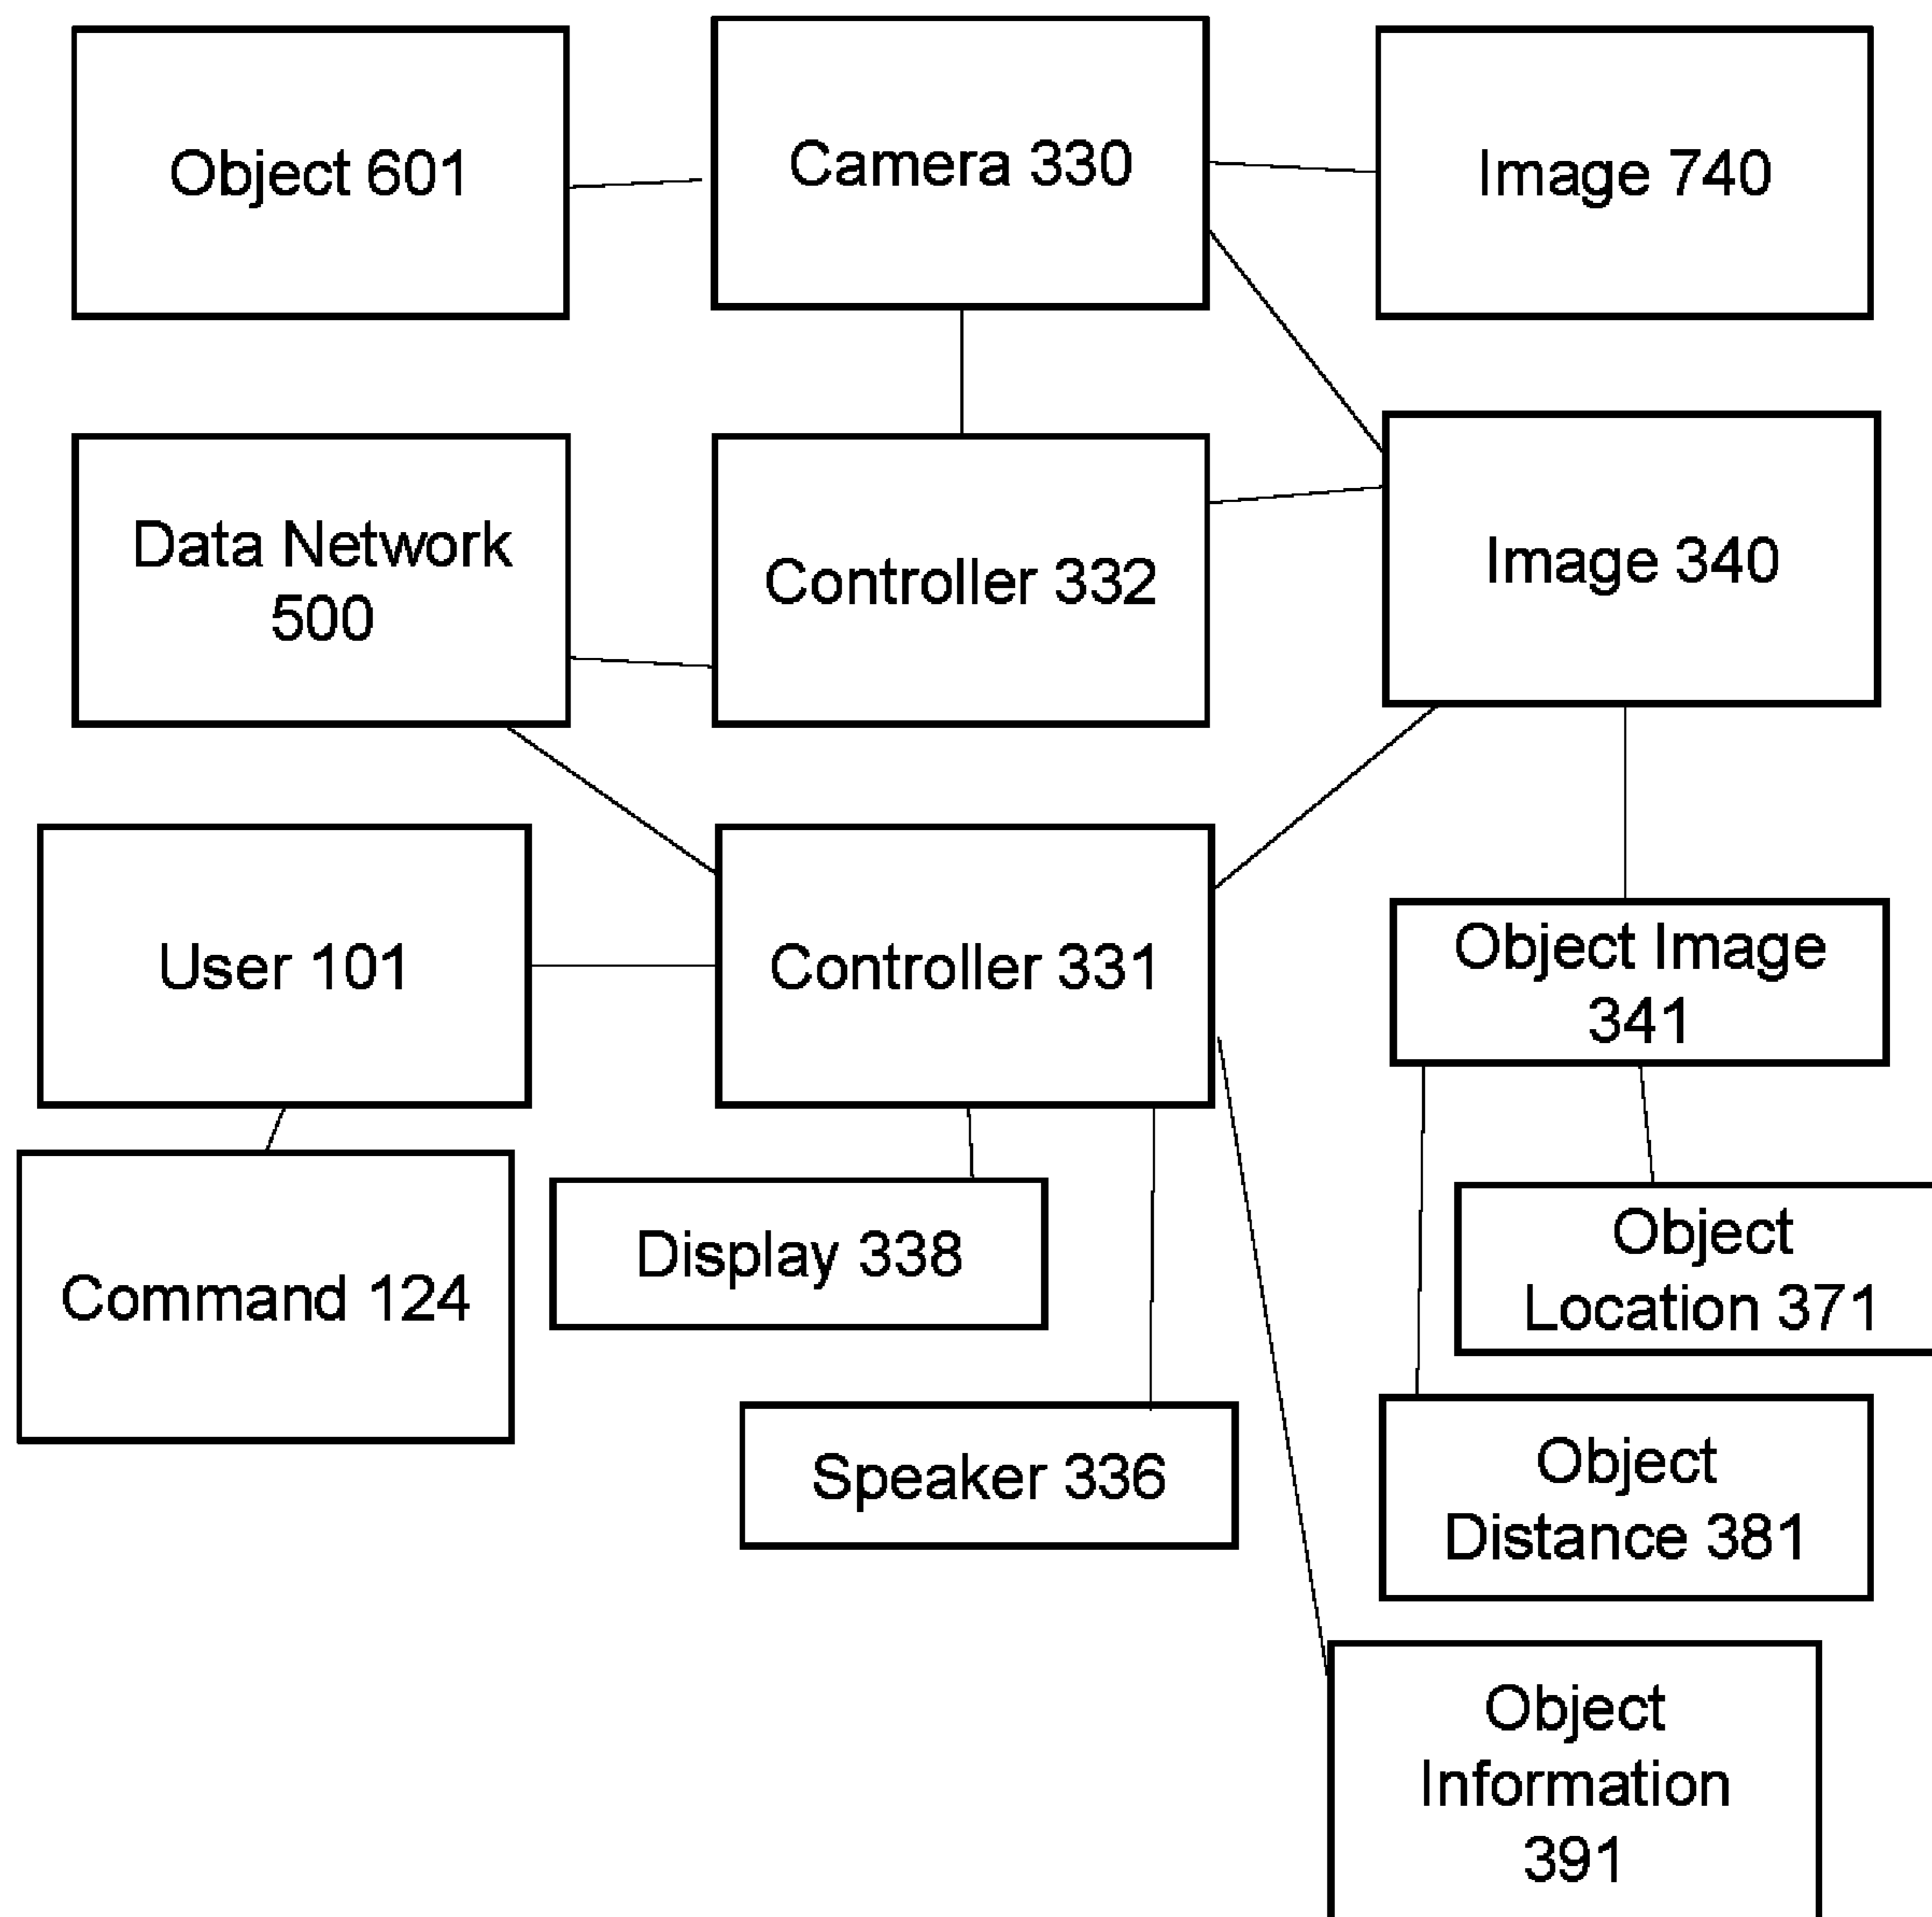 Object 601
Camera 330
Image 740
Data Network
500
Controller 332
Image 340
User 101
Controller 331
Object Image
341
Command 124
Display 338
Object
Location 371
Speaker 336
Object
Distance 381
Object
Information
391